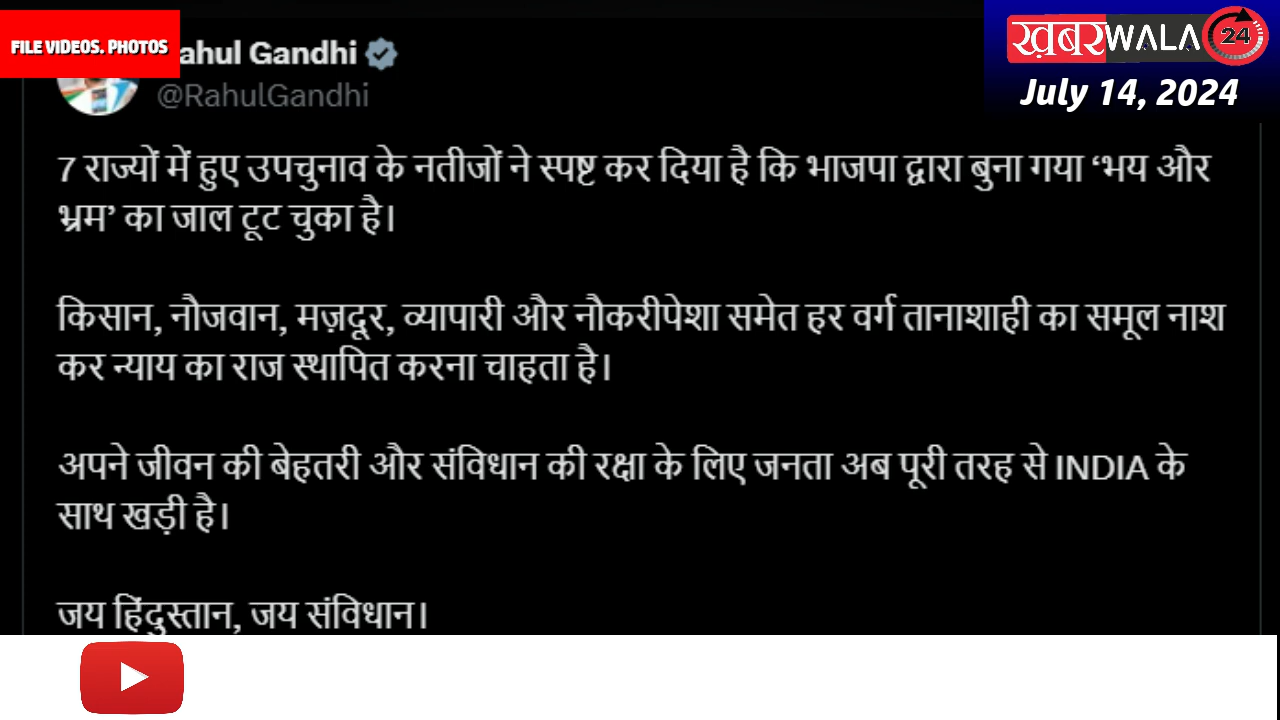 FILE VIDEOS. PHOTOS
ahul Gandhi
@RahulGandhi
ख़बरWALA 24
July 14, 2024
7 राज्यों में हुए उपचुनाव के नतीजों ने स्पष्ट कर दिया है कि भाजपा द्वारा बुना गया ‘भय और
भ्रम’ का जाल टूट चुका है।
किसान, नौजवान, मज़दूर, व्यापारी और नौकरीपेशा समेत हर वर्ग तानाशाही का समूल नाश
कर न्याय का राज स्थापित करना चाहता है।
अपने जीवन की बेहतरी और संविधान की रक्षा के लिए जनता अब पूरी तरह से INDIA के
साथ खड़ी है।
जय हिंदुस्तान, जय संविधान।